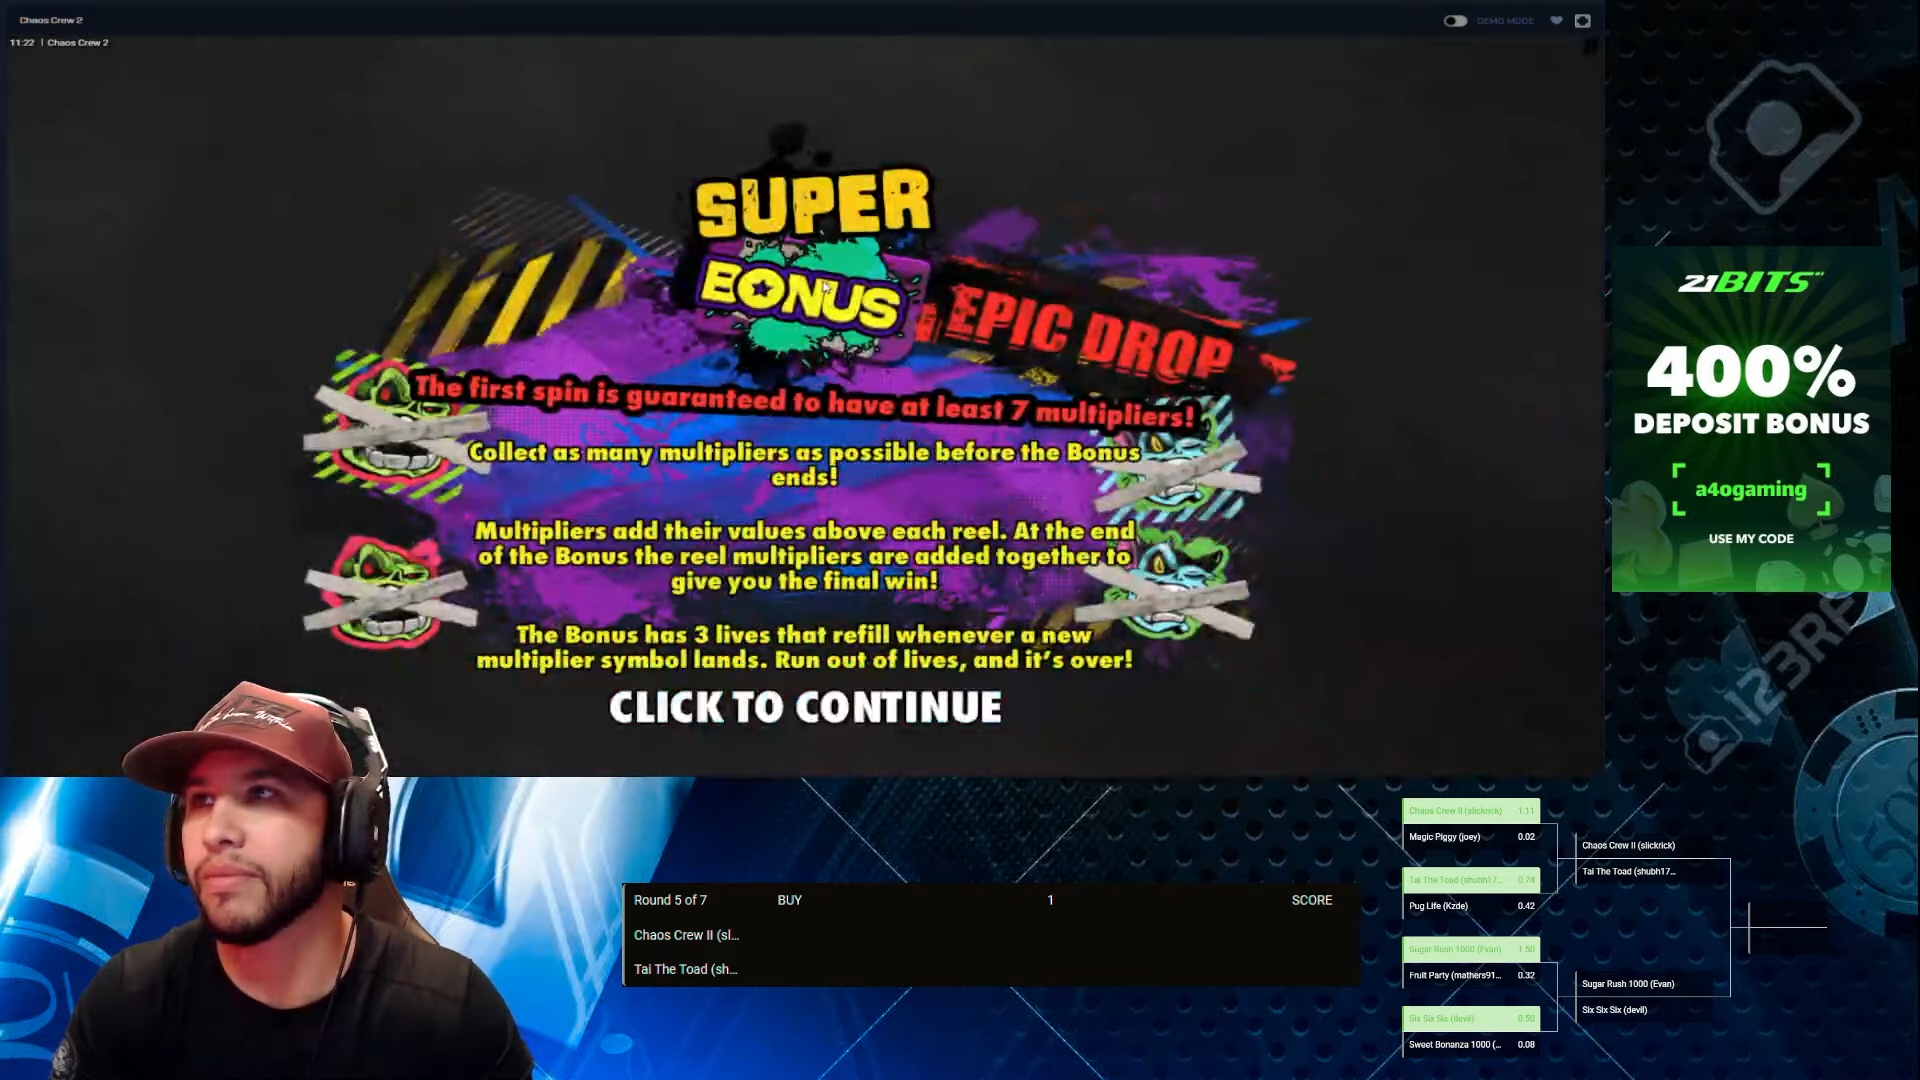 Chaos Crew 2
DEMO MODE
11:22 | Chaos Crew 2
SUPER
BONUS
EPIC DROP
The first spin is guaranteed to have at least 7 multipliers!
Collect as many multipliers as possible before the Bonus
ends!
Multipliers add their values above each reel. At the end
of the Bonus the reel multipliers are added together to
give you the final win!
The Bonus has 3 lives that refill whenever a new
multiplier symbol lands. Run out of lives, and it's over!
CLICK TO CONTINUE
21BITS
400%
DEPOSIT BONUS
a4ogaming
USE MY CODE
123RF
Round 5 of 7 BUY 1 SCORE
Chaos Crew II (sl...
Tai The Toad (sh...
Chaos Crew II (slickrick) 1.11
Magic Piggy (joey) 0.02
Tai The Toad (shubh17... 0.74
Pug Life (Kzde) 0.42
Sugar Rush 1000 (Evan) 1.50
Fruit Party (mathers91... 0.32
Six Six Six (devil) 0.50
Sweet Bonanza 1000 (... 0.08
Chaos Crew II (slickrick)
Tai The Toad (shubh17...
Sugar Rush 1000 (Evan)
Six Six Six (devil)